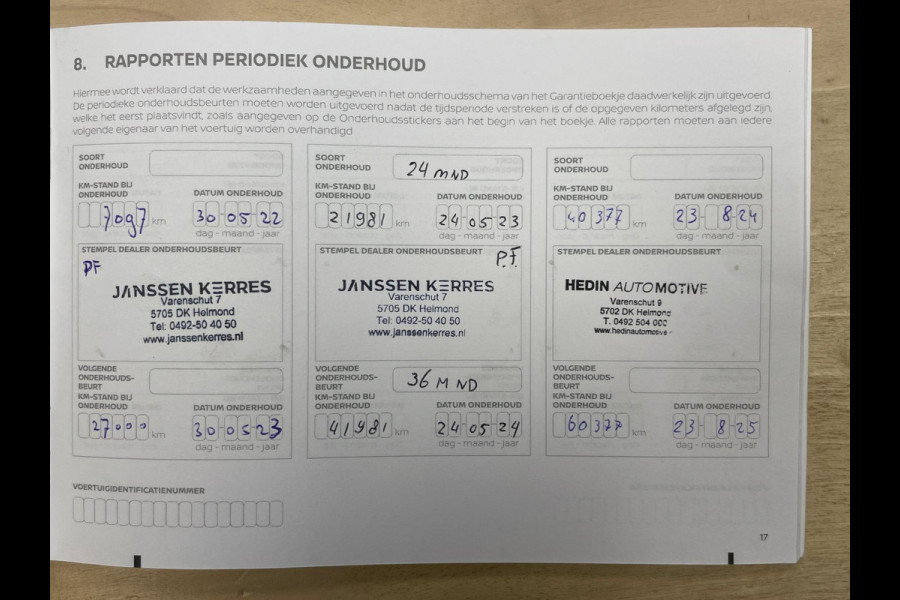 8. RAPPORTEN PERIODIEK ONDERHOUD
Hiermee wordt verklaard dat de werkzaamheden aangegeven in het onderhoudsschema van het Garantieboekje daadwerkelijk zijn uitgevoerd.
De periodieke onderhoudsbeurten moeten worden uitgevoerd nadat de tijdsperiode verstreken is of de opgegeven kilometers afgelegd zijn,
welke het eerst plaatsvindt, zoals aangegeven op de Onderhoudsstickers aan het begin van het boekje. Alle rapporten moeten aan iedere
volgende eigenaar van het voertuig worden overhandigd
SOORT
ONDERHOUD
KM-STAND BIJ
ONDERHOUD
DATUM ONDERHOUD
7097 km
30-05-22
dag - maand - jaar
STEMPEL DEALER ONDERHOUDSBEURT
PF
JANSSEN KERRES
Varenschut 7
5705 DK Helmond
Tel: 0492-50 40 50
www.janssenkerres.nl
VOLGENDE
ONDERHOUDS-
BEURT
KM-STAND BIJ
ONDERHOUD
DATUM ONDERHOUD
27000 km
30-05-23
dag - maand - jaar
SOORT
ONDERHOUD
24 MND
KM-STAND BIJ
ONDERHOUD
DATUM ONDERHOUD
21981 km
24-05-23
dag - maand - jaar
STEMPEL DEALER ONDERHOUDSBEURT
P.F.
JANSSEN KERRES
Varenschut 7
5705 DK Helmond
Tel: 0492-50 40 50
www.janssenkerres.nl
VOLGENDE
ONDERHOUDS-
BEURT
36 MND
KM-STAND BIJ
ONDERHOUD
DATUM ONDERHOUD
41981 km
24-05-24
dag - maand - jaar
SOORT
ONDERHOUD
KM-STAND BIJ
ONDERHOUD
DATUM ONDERHOUD
40377 km
23-8-24
dag - maand - jaar
STEMPEL DEALER ONDERHOUDSBEURT
HEDIN AUTOMOTIVE
Varenschut 9
5702 DK Helmond
T. 0492 504 000
VOLGENDE
ONDERHOUDS-
BEURT
KM-STAND BIJ
ONDERHOUD
DATUM ONDERHOUD
60377 km
23-8-25
dag - maand - jaar
VOERTUIGIDENTIFICATIENUMMER
17